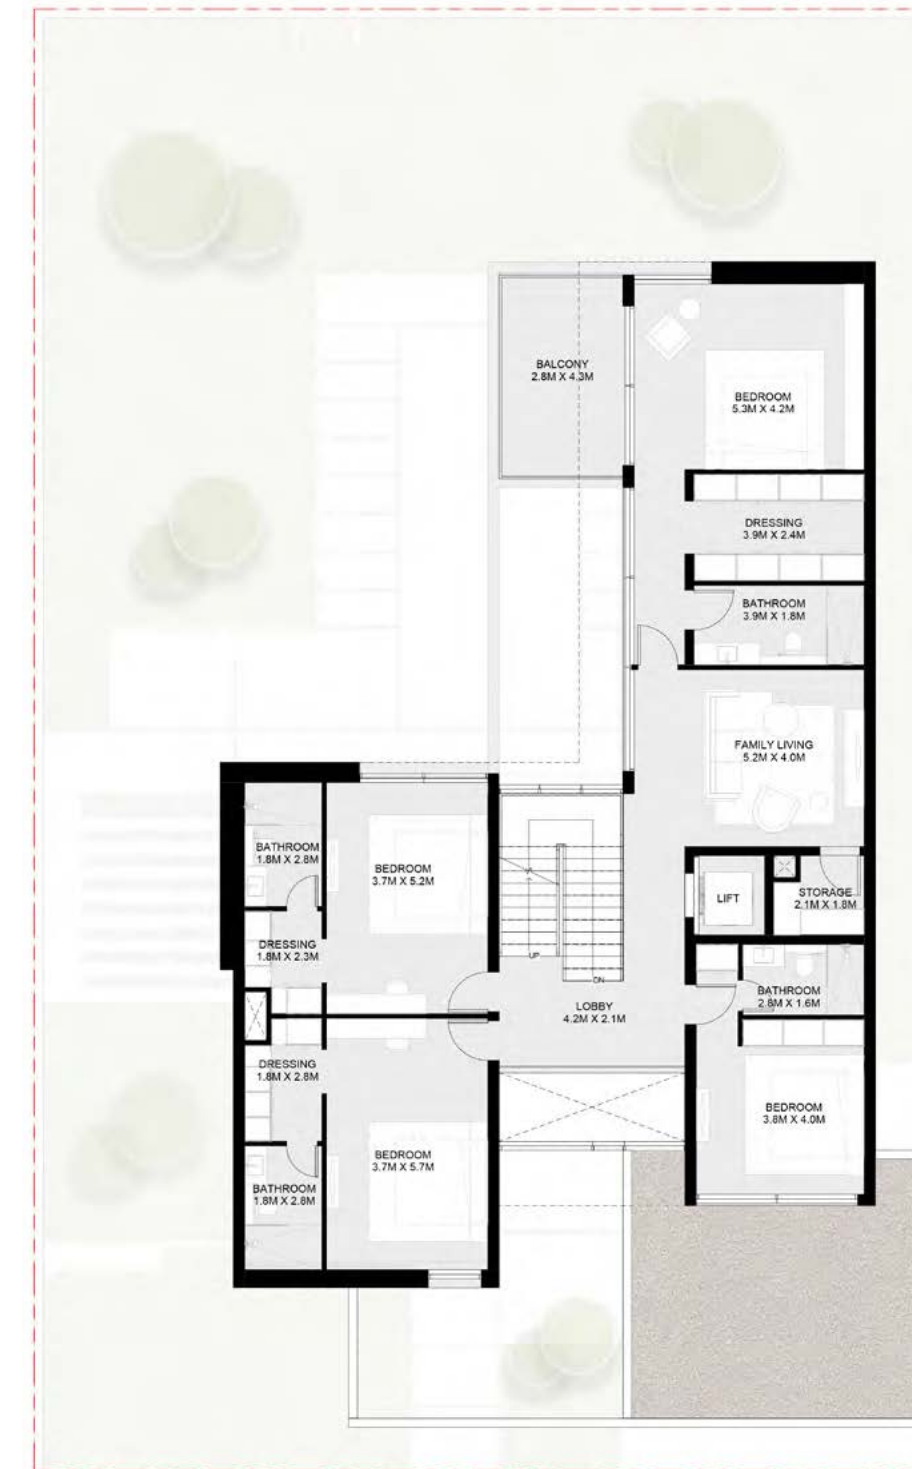 BALCONY
2.8M X 4.3M
BEDROOM
5.3M X 4.2M
DRESSING
3.9M X 2.4M
BATHROOM
3.9M X 1.8M
FAMILY LIVING
5.2M X 4.0M
BATHROOM
1.8M X 2.8M
BEDROOM
3.7M X 5.2M
LIFT
STORAGE
2.1M X 1.8M
DRESSING
1.8M X 2.3M
UP
DN
BATHROOM
2.8M X 1.6M
LOBBY
4.2M X 2.1M
DRESSING
1.8M X 2.8M
BEDROOM
3.8M X 4.0M
BEDROOM
3.7M X 5.7M
BATHROOM
1.8M X 2.8M